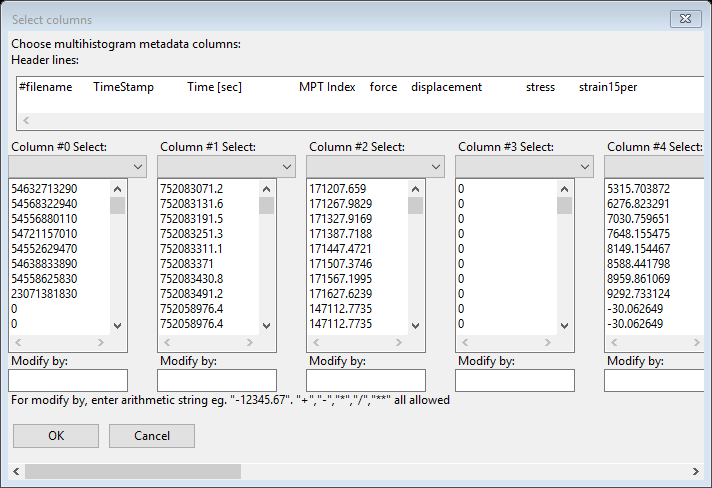 Select columns
Choose multihistogram metadata columns:
Header lines:
#filename TimeStamp Time [sec] MPT Index force displacement stress strain15per
Column #0 Select: Column #1 Select: Column #2 Select: Column #3 Select: Column #4 Select:
54632713290 752083071.2 171207.659 0 5315.703872
54568322940 752083131.6 171267.9829 0 6276.823291
54556880110 752083191.5 171327.9169 0 7030.759651
54721157010 752083251.3 171387.7188 0 7648.155475
54552629470 752083311.1 171447.4721 0 8149.154467
54638833890 752083371 171507.3746 0 8588.441798
54558625830 752083430.8 171567.1995 0 8959.861069
23071381830 752083491.2 171627.6239 0 9292.733124
0 752058976.4 147112.7735 0 -30.062649
0 752058976.4 147112.7735 0 -30.062649
Modify by: Modify by: Modify by: Modify by: Modify by:
For modify by, enter arithmetic string eg. "-12345.67". "+","-","*","/","**" all allowed
OK Cancel